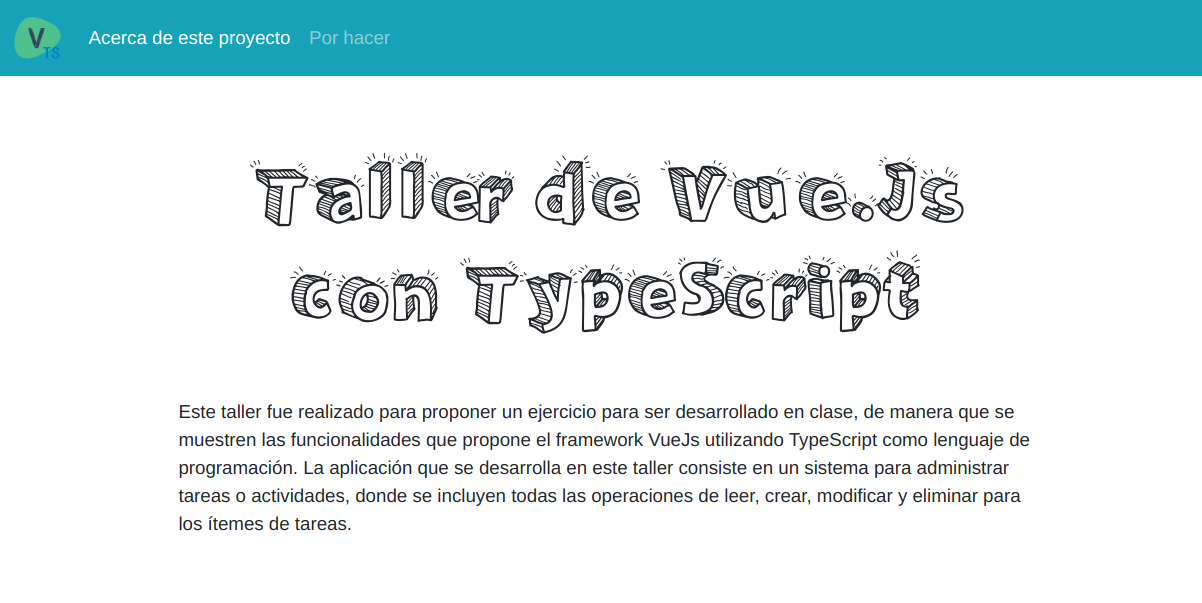 V
TS
Acerca de este proyecto Por hacer
Taller de Vue.Js
con TypeScript
Este taller fue realizado para proponer un ejercicio para ser desarrollado en clase, de manera que se
muestren las funcionalidades que propone el framework VueJs utilizando TypeScript como lenguaje de
programación. La aplicación que se desarrolla en este taller consiste en un sistema para administrar
tareas o actividades, donde se incluyen todas las operaciones de leer, crear, modificar y eliminar para
los ítemes de tareas.